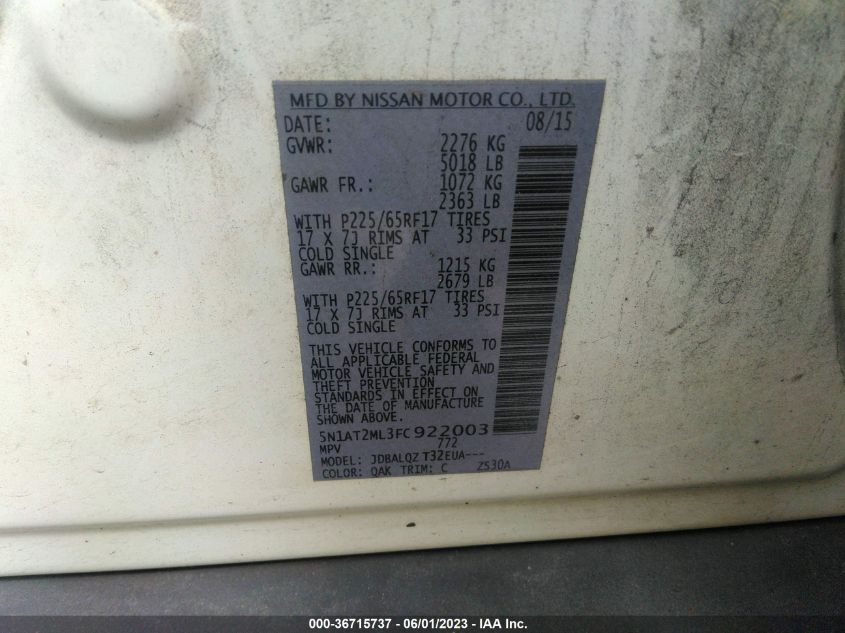 MFD BY NISSAN MOTOR CO., LTD.
DATE: 08/15
GVWR: 2276 KG
5018 LB
GAWR FR.: 1072 KG
2363 LB
WITH P225/65RF17 TIRES
17 X 7J RIMS AT 33 PSI
COLD SINGLE
GAWR RR.: 1215 KG
2679 LB
WITH P225/65RF17 TIRES
17 X 7J RIMS AT 33 PSI
COLD SINGLE
THIS VEHICLE CONFORMS TO
ALL APPLICABLE FEDERAL
MOTOR VEHICLE SAFETY AND
THEFT PREVENTION
STANDARDS IN EFFECT ON
THE DATE OF MANUFACTURE
SHOWN ABOVE.
5N1AT2ML3FC922003
MPV 772
MODEL: JDBALQZ T32EUA---
COLOR: QAK TRIM: C ZS30A
000-36715737 - 06/01/2023 - IAA Inc.